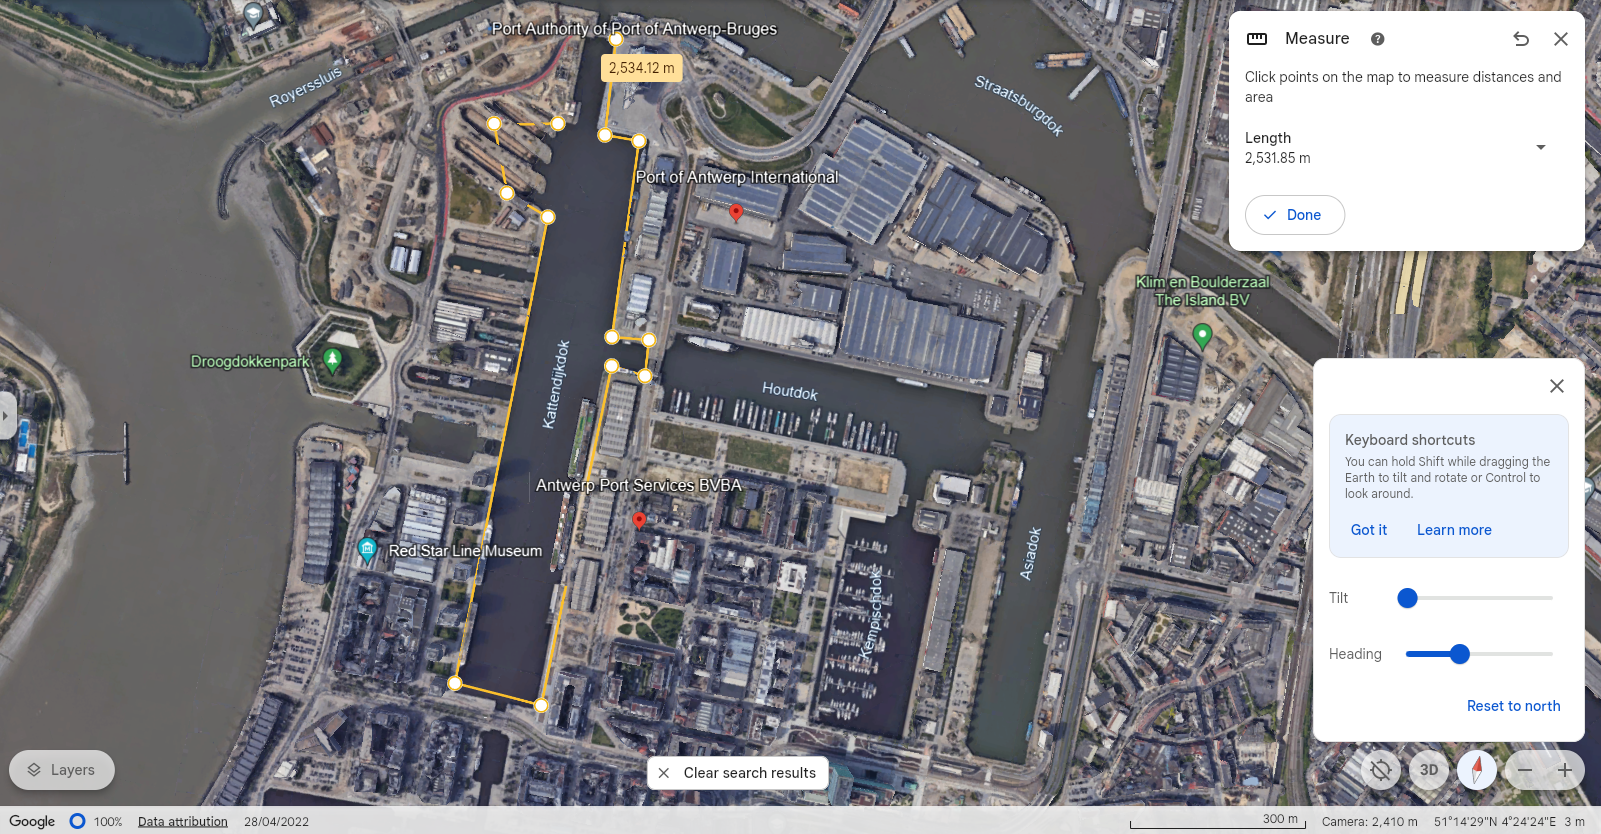 Port Authority of Port of Antwerp-Bruges
2,534.12 m
Royerssluis
Straatsburgdok
Port of Antwerp International
Klim en Boulderzaal
The Island BV
Droogdokkenpark
Kattendijkdok
Houtdok
Antwerp Port Services BVBA
Red Star Line Museum
Asiadok
Kempischdok
Measure
?
Click points on the map to measure distances and
area
Length
2,531.85 m
Done
Keyboard shortcuts
You can hold Shift while dragging the
Earth to tilt and rotate or Control to
look around.
Got it Learn more
Tilt
Heading
Reset to north
Layers
Clear search results
3D
Google 100% Data attribution 28/04/2022 300 m Camera: 2,410 m 51°14'29"N 4°24'24"E 3 m